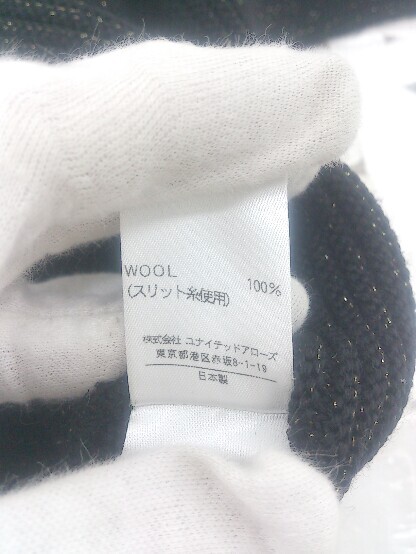 WOOL 100%
(スリット糸使用)
株式会社 ユナイテッドアローズ
東京都港区赤坂8-1-19
日本製